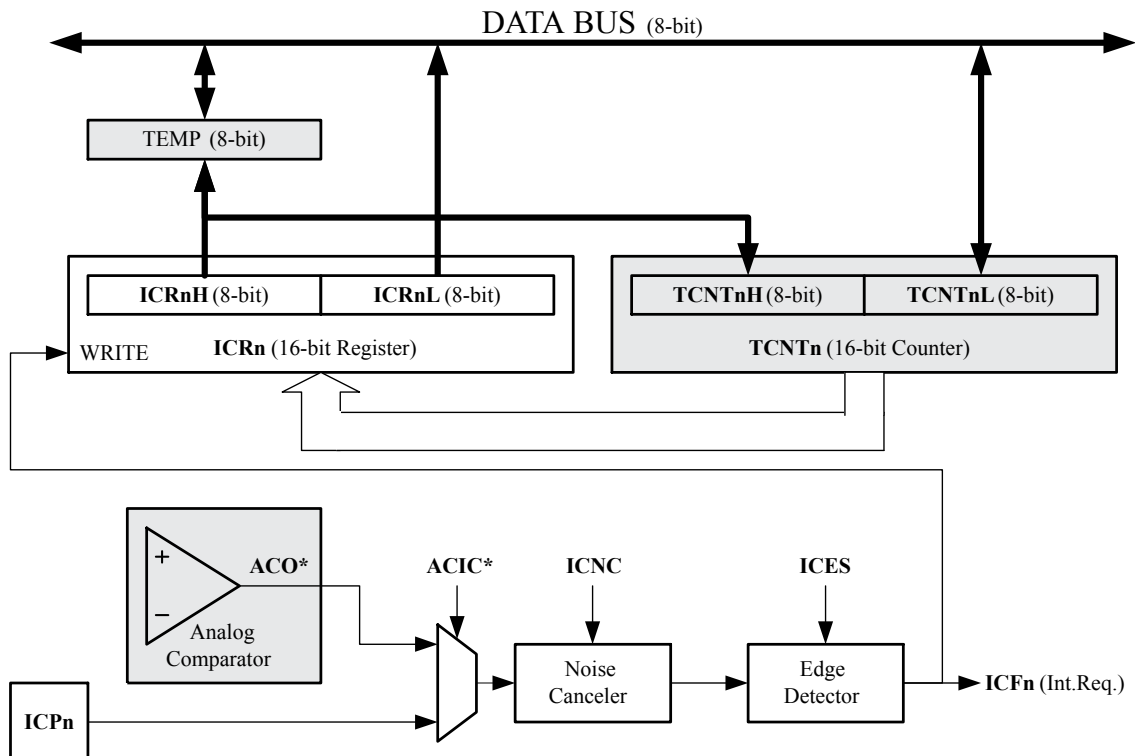 DATA BUS (8-bit)
TEMP (8-bit)
ICRnH (8-bit)
ICRnL (8-bit)
TCNTnH (8-bit)
TCNTnL (8-bit)
WRITE
ICRn (16-bit Register)
TCNTn (16-bit Counter)
+
−
ACO*
Analog
Comparator
ACIC*
ICNC
ICES
Noise
Canceler
Edge
Detector
ICFn (Int.Req.)
ICPn